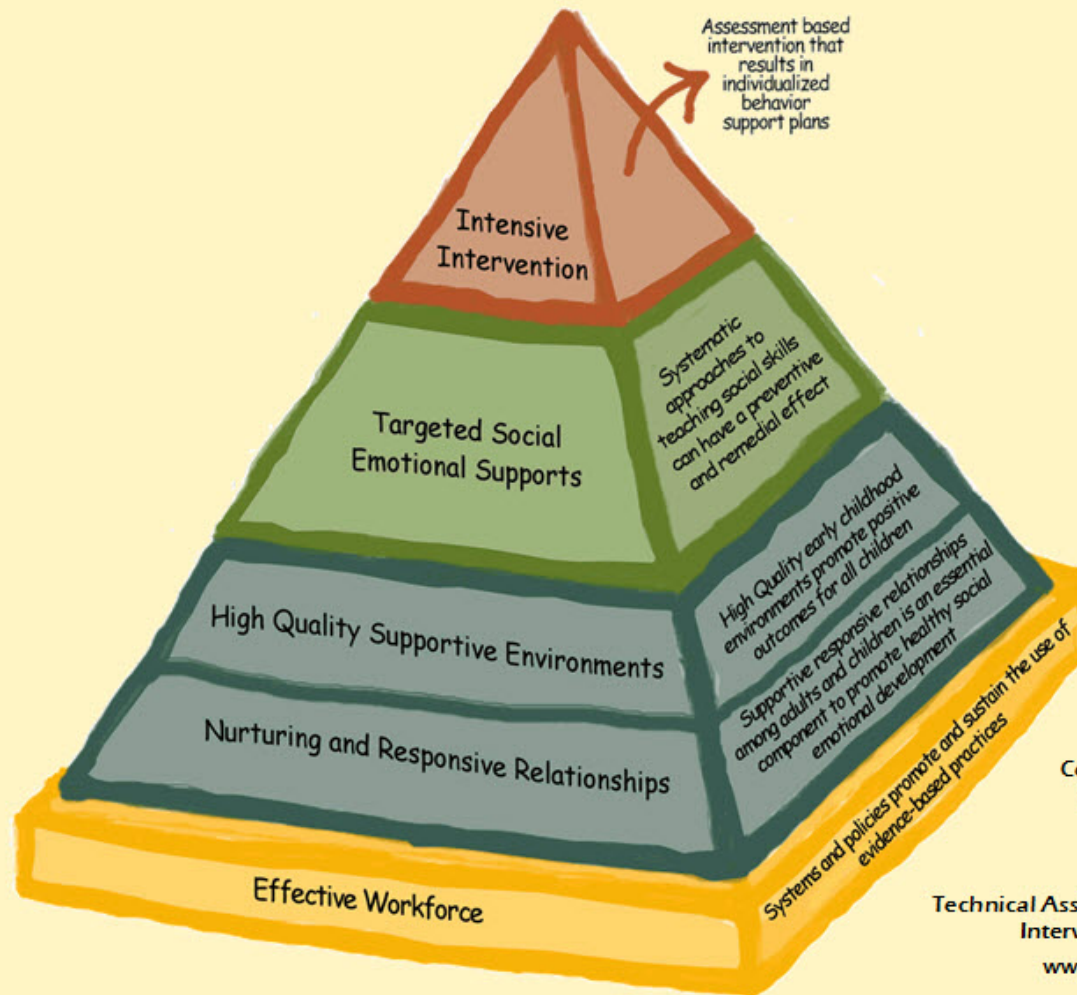 Assessment based
intervention that
results in
individualized
behavior
support plans
Intensive
Intervention
Systematic
approaches to
teaching social skills
can have a preventive
and remedial effect
Targeted Social
Emotional Supports
High Quality early childhood
environments promote positive
outcomes for all children
High Quality Supportive Environments
Supportive responsive relationships
among adults and children is an essential
component to promote healthy social
emotional development
Nurturing and Responsive Relationships
Systems and policies promote and sustain the use of
evidence-based practices
Effective Workforce
Technical